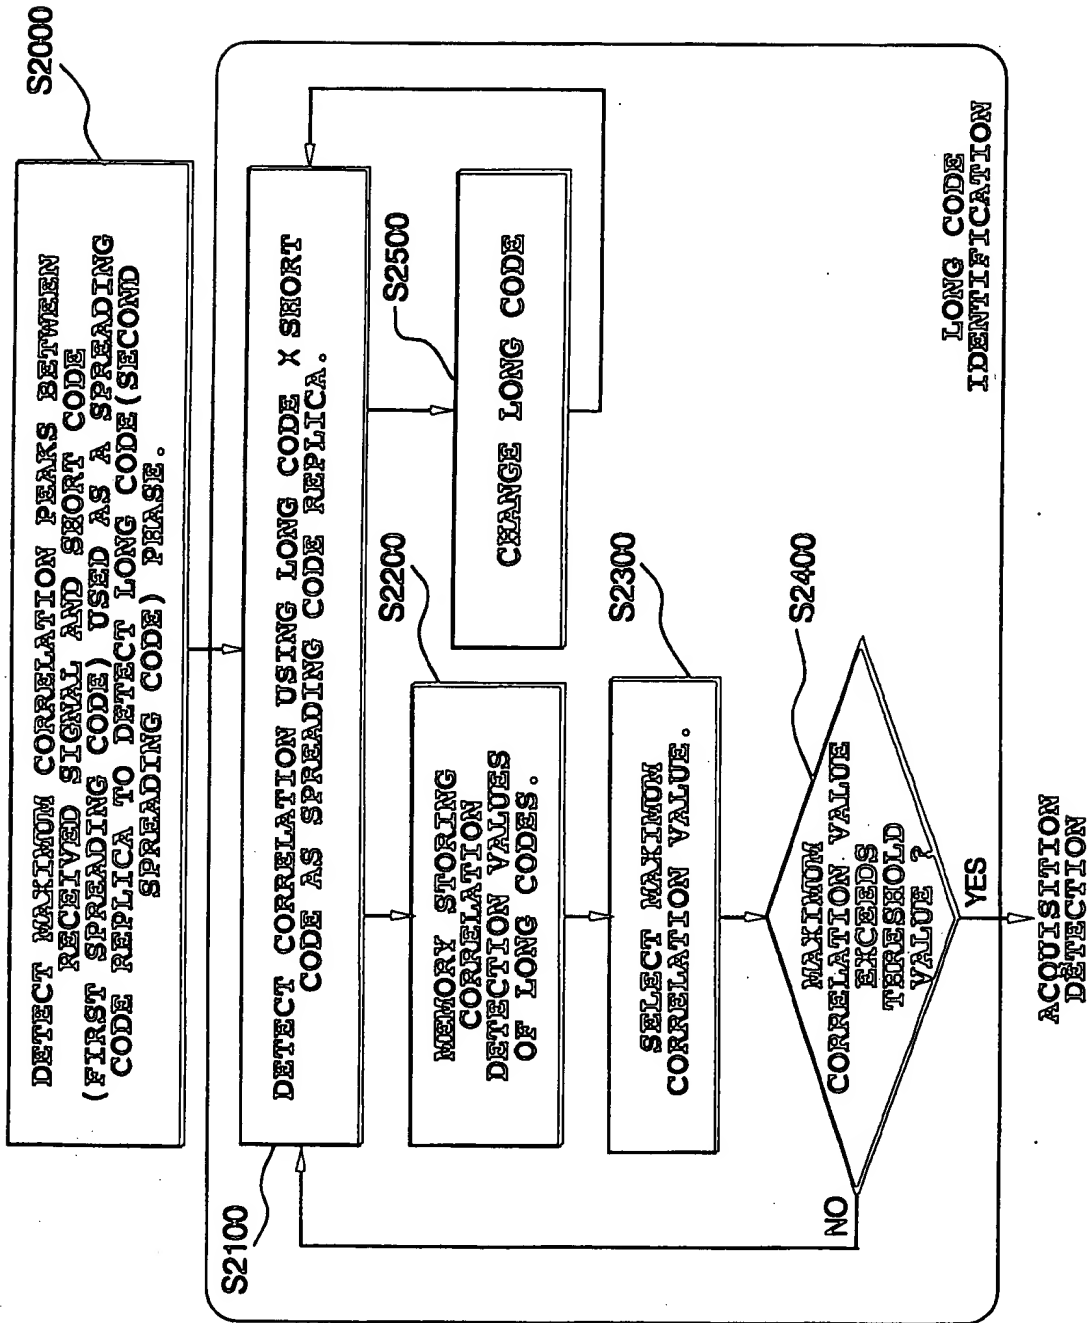 S2000
DETECT MAXIMUM CORRELATION PEAKS BETWEEN
RECEIVED SIGNAL AND SHORT CODE
(FIRST SPREADING CODE) USED AS A SPREADING
CODE REPLICA TO DETECT LONG CODE(SECOND
SPREADING CODE) PHASE.
S2100
DETECT CORRELATION USING LONG CODE X SHORT
CODE AS SPREADING CODE REPLICA.
S2200
MEMORY STORING
CORRELATION
DETECTION VALUES
OF LONG CODES.
S2500
CHANGE LONG CODE
S2300
SELECT MAXIMUM
CORRELATION VALUE.
S2400
MAXIMUM
CORRELATION VALUE
EXCEEDS
THRESHOLD
VALUE ?
NO
YES
LONG CODE
IDENTIFICATION
ACQUISITION
DETECTION